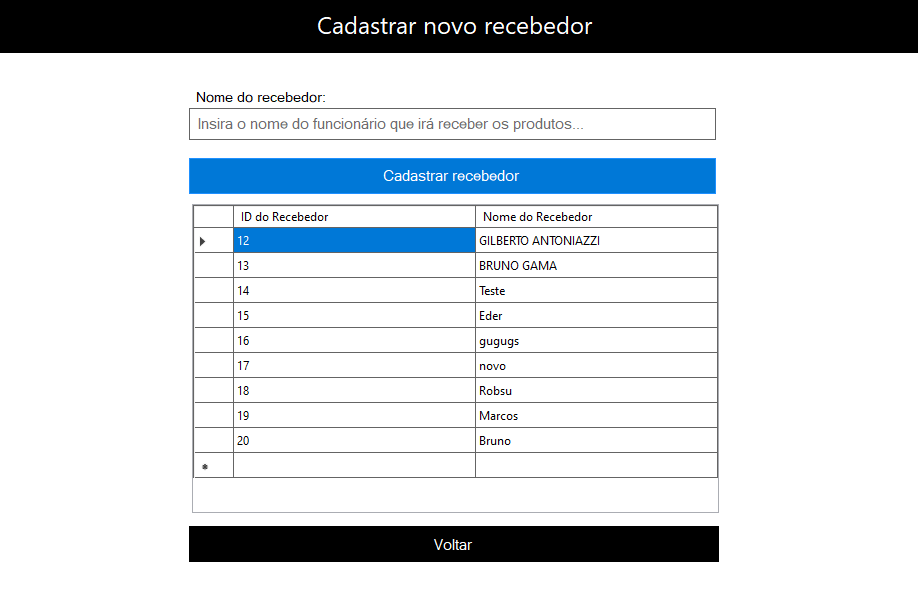 Cadastrar novo recebedor
Nome do recebedor:
Insira o nome do funcionário que irá receber os produtos...
Cadastrar recebedor
ID do Recebedor Nome do Recebedor
12 GILBERTO ANTONIAZZI
13 BRUNO GAMA
14 Teste
15 Eder
16 gugugs
17 novo
18 Robsu
19 Marcos
20 Bruno
Voltar